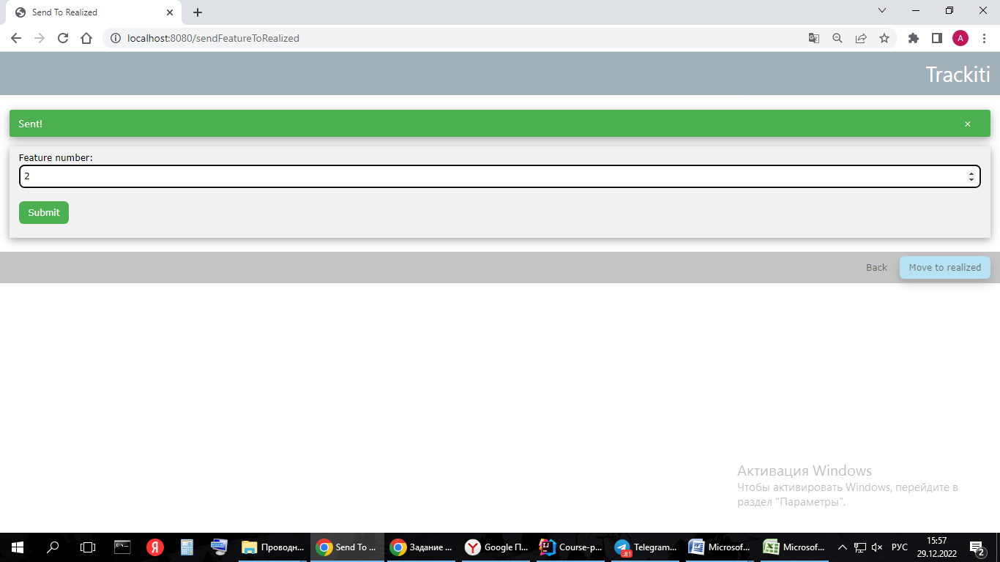 Send To Realized
localhost:8080/sendFeatureToRealized
A
Trackiti
Sent! ×
Feature number:
2
Submit
Back Move to realized
Активация Windows
Чтобы активировать Windows, перейдите в
раздел "Параметры".
Я Проводн... Send To ... Задание ... Y Google П... IJ Course-p... 81 Telegram... Microsof... Microsof... РУС 15:57
29.12.2022 2